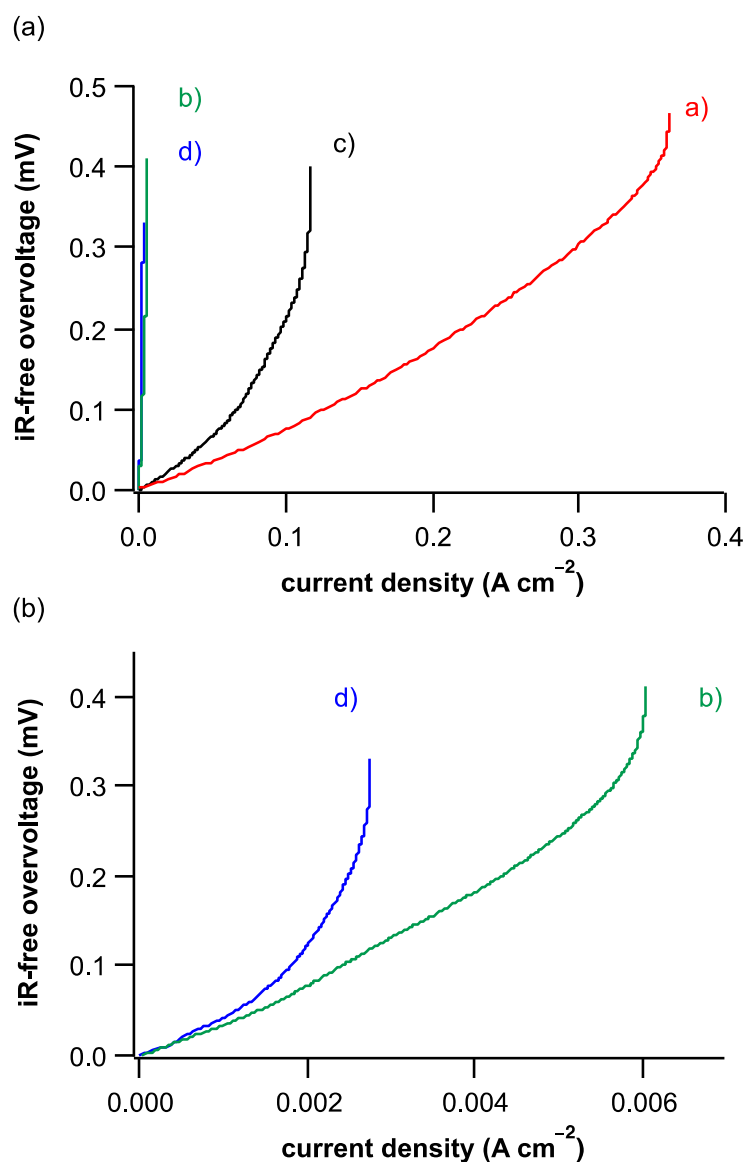 (a)
0.5
0.4
0.3
0.2
0.1
0.0
iR-free overvoltage (mV)
b)
d)
c)
a)
0.0 0.1 0.2 0.3 0.4
current density (A cm⁻²)
(b)
0.4
0.3
0.2
0.1
0.0
iR-free overvoltage (mV)
d)
b)
0.000 0.002 0.004 0.006
current density (A cm⁻²)